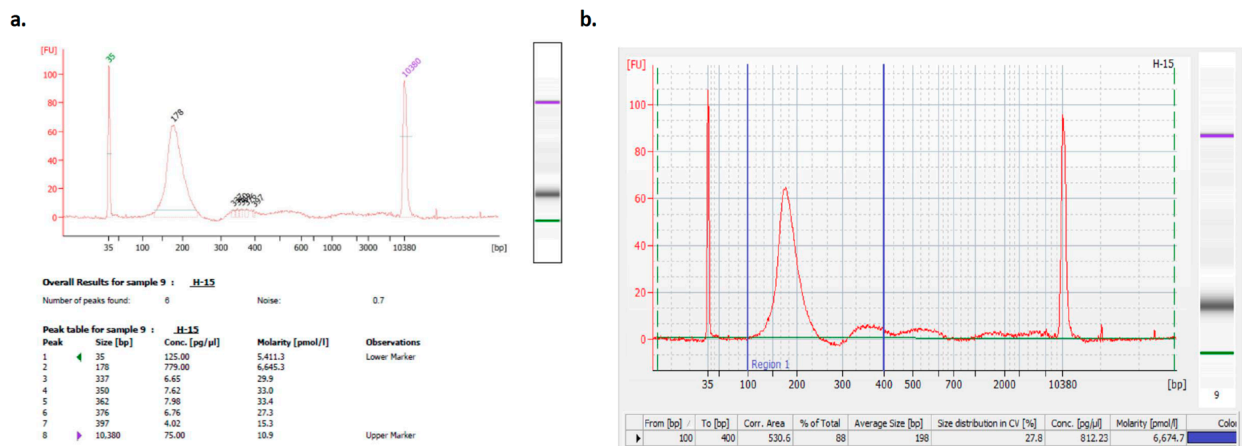 a.
b.
[FU]
35
178
10380
100
80
60
40
20
0
35 100 200 300 400 600 1000 3000 10380 [bp]
Overall Results for sample 9 : H-15
Number of peaks found: 6 Noise: 0.7
Peak table for sample 9 : H-15
Peak Size [bp] Conc. [pg/µl] Molarity [pmol/l] Observations
1 35 125.00 5,411.3 Lower Marker
2 178 779.00 6,645.3
3 337 6.65 29.9
4 350 7.62 33.0
5 362 7.98 33.4
6 376 6.76 27.3
7 397 4.02 15.3
8 10,380 75.00 10.9 Upper Marker
[FU]
H-15
100
80
60
40
20
0
Region 1
35 100 200 300 400 500 700 2000 10380 [bp]
9
From [bp] / To [bp] Corr. Area % of Total Average Size [bp] Size distribution in CV [%] Conc. [pg/µl] Molarity [pmol/l] Colo
100 400 530.6 88 198 27.8 812.23 6,674.7